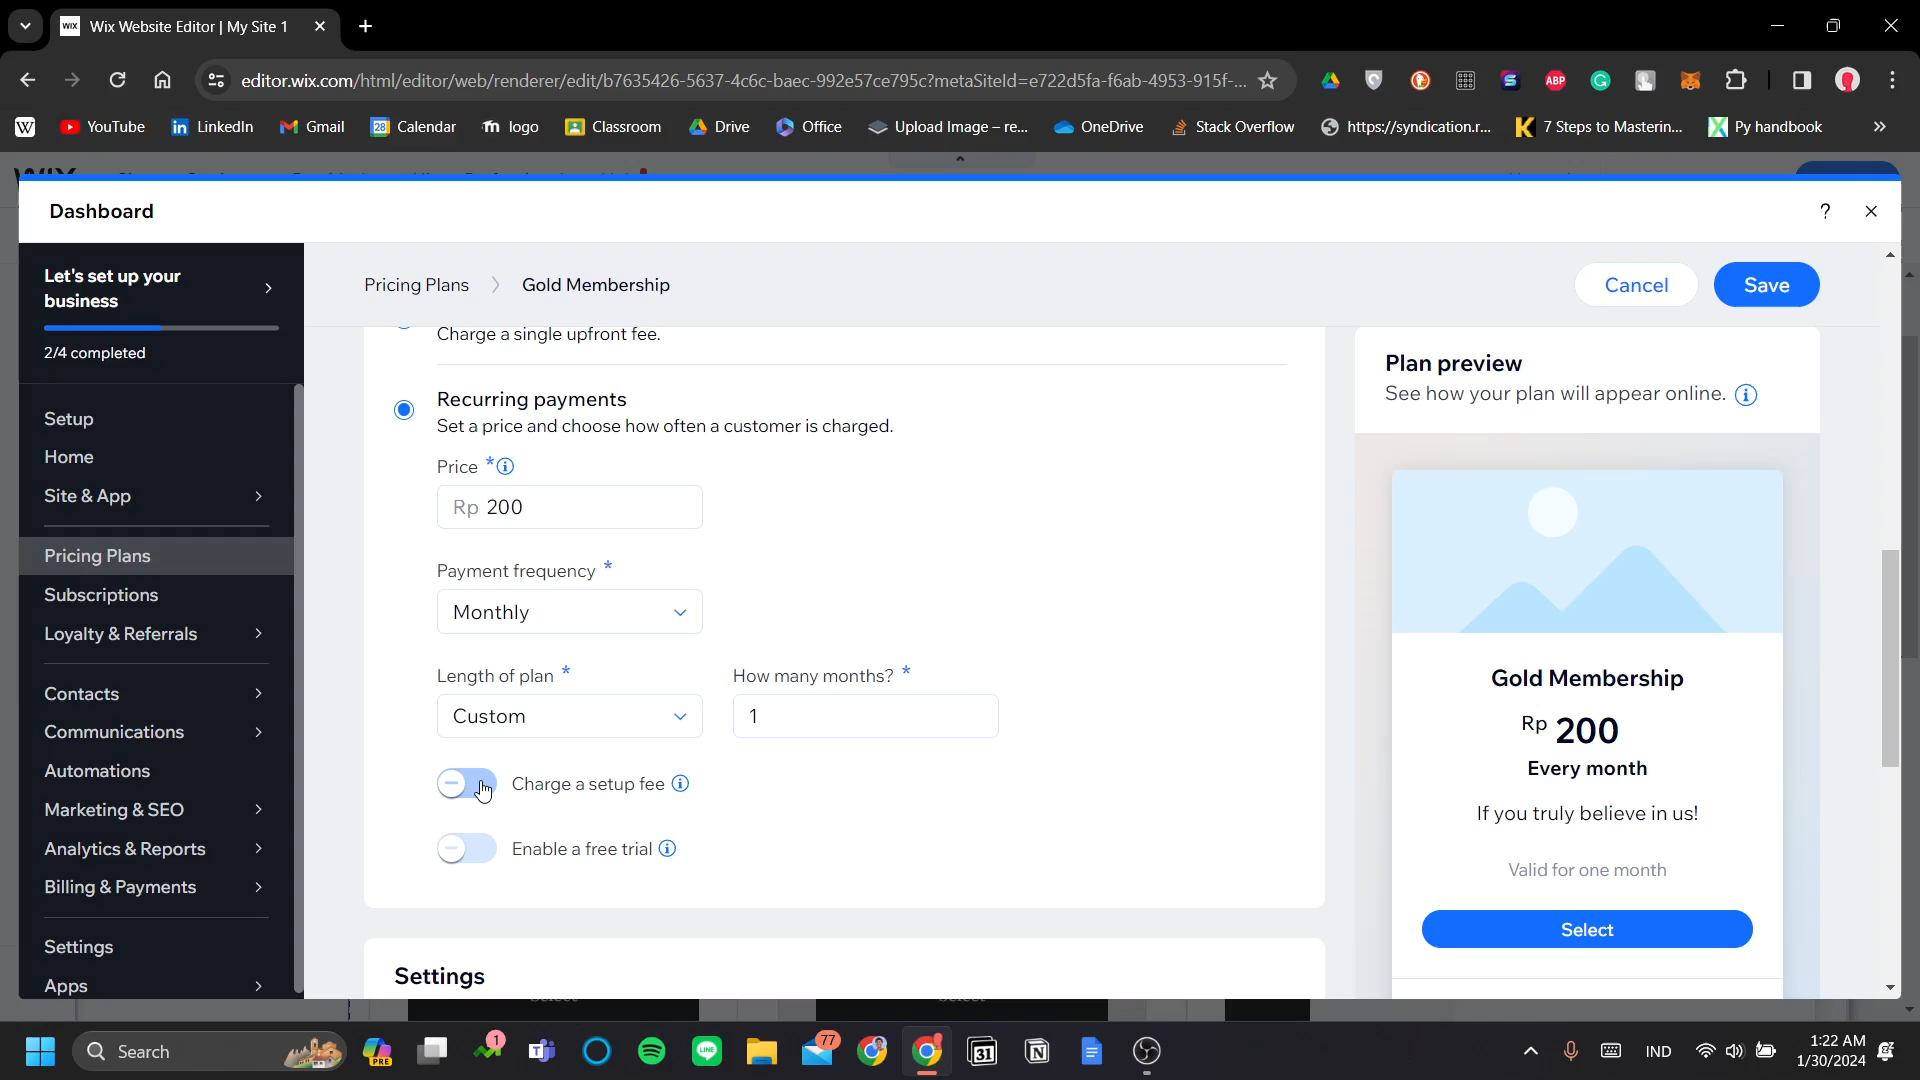 Wix Website Editor | My Site 1
editor.wix.com/html/editor/web/renderer/edit/b7635426-5637-4c6c-baec-992e57ce795c?metaSiteId=e722d5fa-f6ab-4953-915f-...
YouTube
LinkedIn
Gmail
Calendar
logo
Classroom
Drive
Office
Upload Image – re...
OneDrive
Stack Overflow
https://syndication.r...
7 Steps to Masterin...
Py handbook
Dashboard
?
Let's set up your
business
2/4 completed
Setup
Home
Site & App
Pricing Plans
Subscriptions
Loyalty & Referrals
Contacts
Communications
Automations
Marketing & SEO
Analytics & Reports
Billing & Payments
Settings
Apps
Pricing Plans
Gold Membership
Cancel
Save
Charge a single upfront fee.
Recurring payments
Set a price and choose how often a customer is charged.
Price *
Rp 200
Payment frequency *
Monthly
Length of plan *
How many months? *
Custom
1
Charge a setup fee
Enable a free trial
Settings
Plan preview
See how your plan will appear online.
Gold Membership
Rp 200
Every month
If you truly believe in us!
Valid for one month
Select
Search
PRE
1
77
31
IND
1:22 AM
1/30/2024